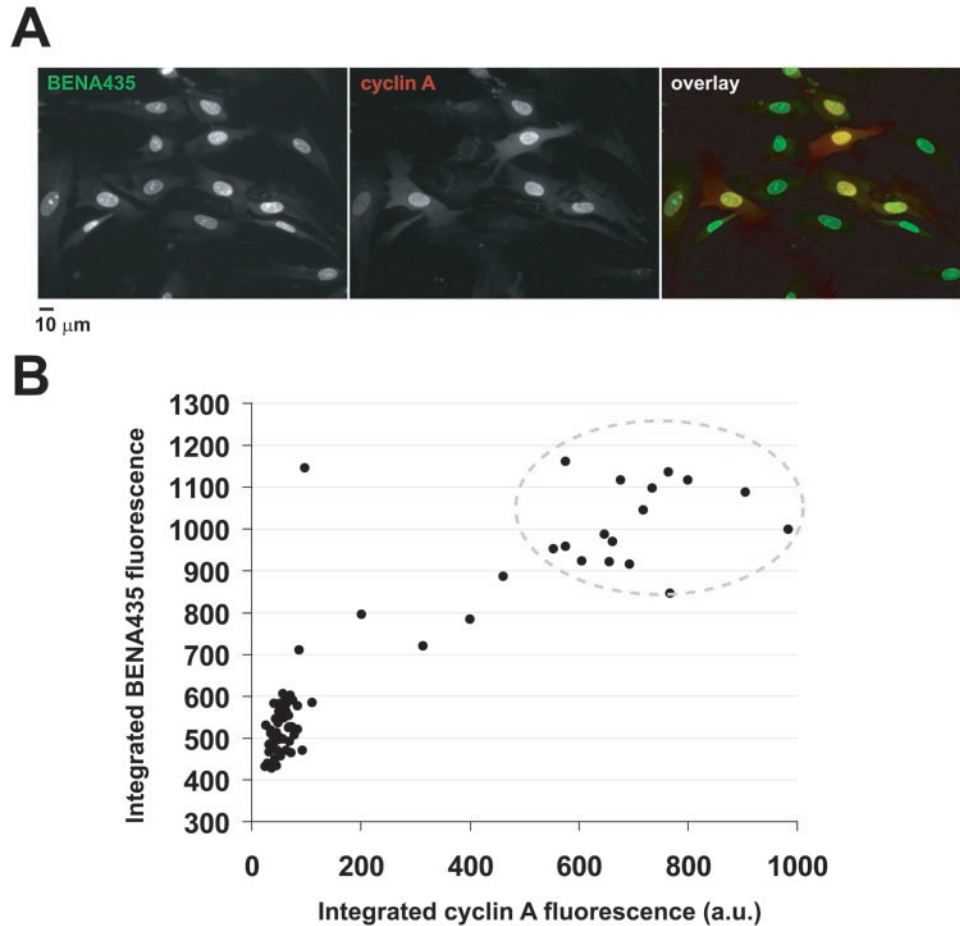 A
BENA435
cyclin A
overlay
10 μm
B
1300
1200
1100
1000
900
800
700
600
500
400
300
Integrated BENA435 fluorescence
0 200 400 600 800 1000
Integrated cyclin A fluorescence (a.u.)